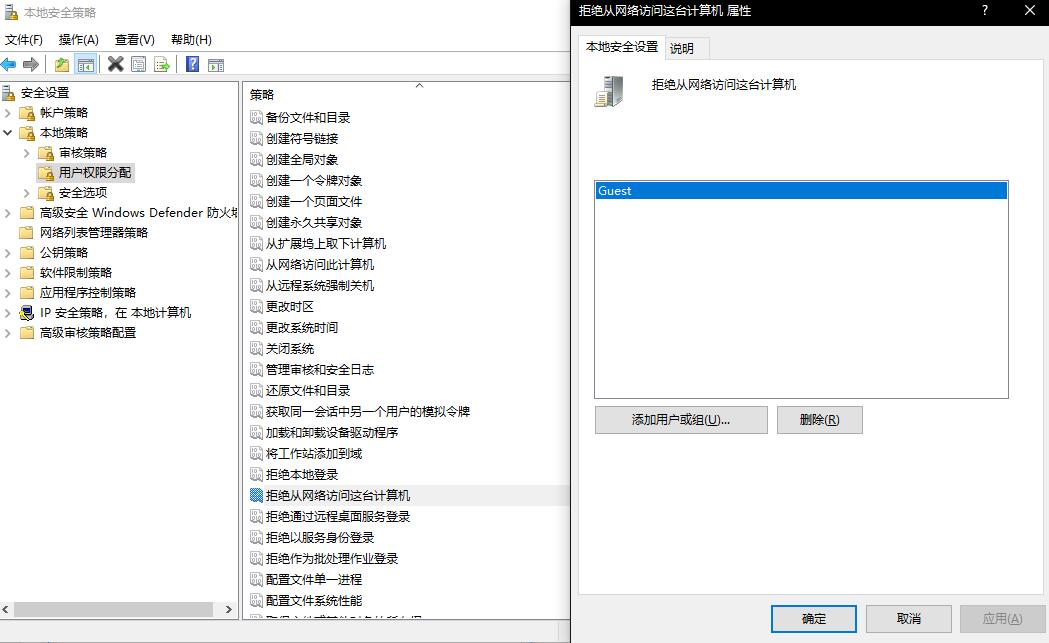 本地安全策略
文件(F) 操作(A) 查看(V) 帮助(H)
安全设置
帐户策略
本地策略
审核策略
用户权限分配
安全选项
高级安全 Windows Defender 防火墙
网络列表管理器策略
公钥策略
软件限制策略
应用程序控制策略
IP 安全策略，在 本地计算机
高级审核策略配置
策略
备份文件和目录
创建符号链接
创建全局对象
创建一个令牌对象
创建一个页面文件
创建永久共享对象
从扩展坞上取下计算机
从网络访问此计算机
从远程系统强制关机
更改时区
更改系统时间
关闭系统
管理审核和安全日志
还原文件和目录
获取同一会话中另一个用户的模拟令牌
加载和卸载设备驱动程序
将工作站添加到域
拒绝本地登录
拒绝从网络访问这台计算机
拒绝通过远程桌面服务登录
拒绝以服务身份登录
拒绝作为批处理作业登录
配置文件单一进程
配置文件系统性能
拒绝从网络访问这台计算机 属性
本地安全设置 说明
拒绝从网络访问这台计算机
Guest
添加用户或组(U)... 删除(R)
确定 取消 应用(A)